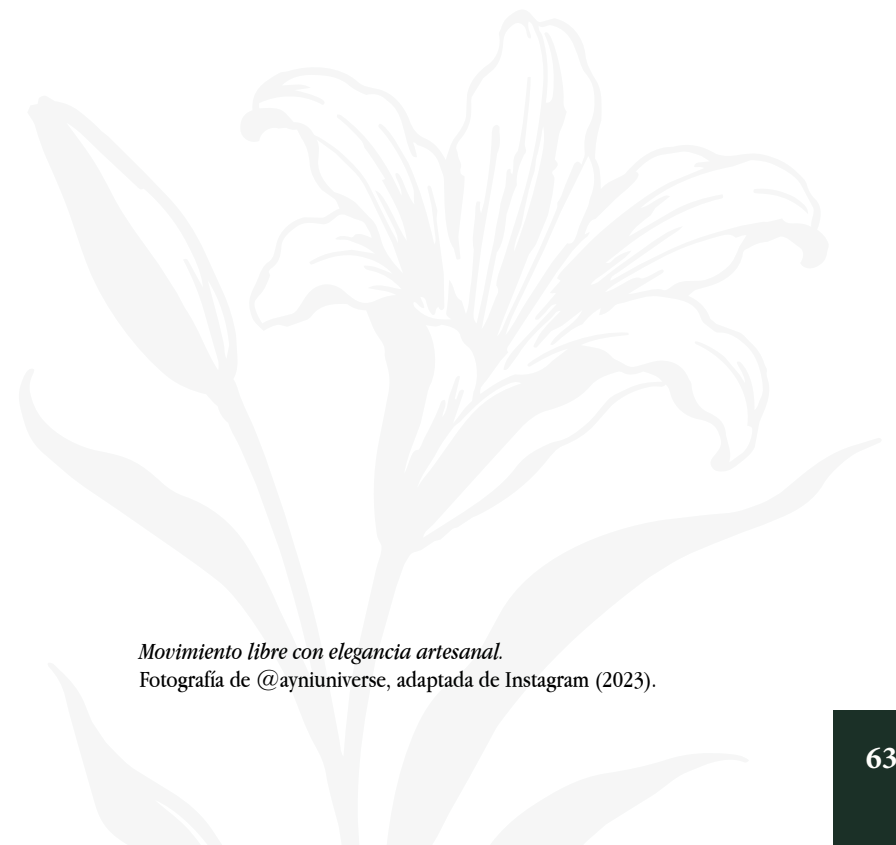 Movimiento libre con elegancia artesanal.
Fotografía de @ayniuniverse, adaptada de Instagram (2023).
63